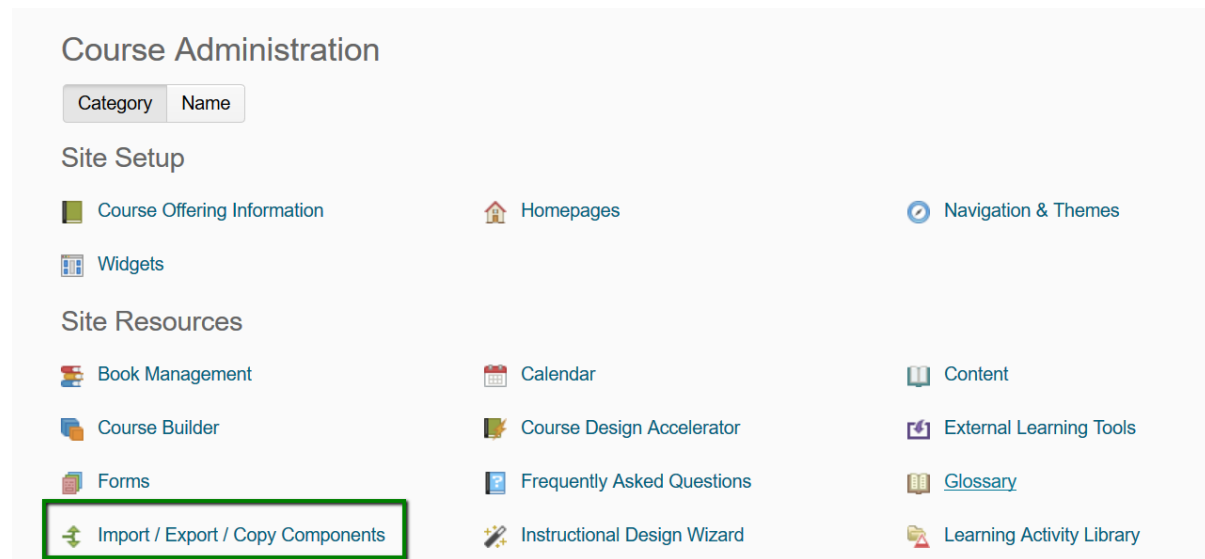 Course Administration
Category Name
Site Setup
Course Offering Information Homepages Navigation & Themes
Widgets
Site Resources
Book Management Calendar Content
Course Builder Course Design Accelerator External Learning Tools
Forms Frequently Asked Questions Glossary
Import / Export / Copy Components Instructional Design Wizard Learning Activity Library